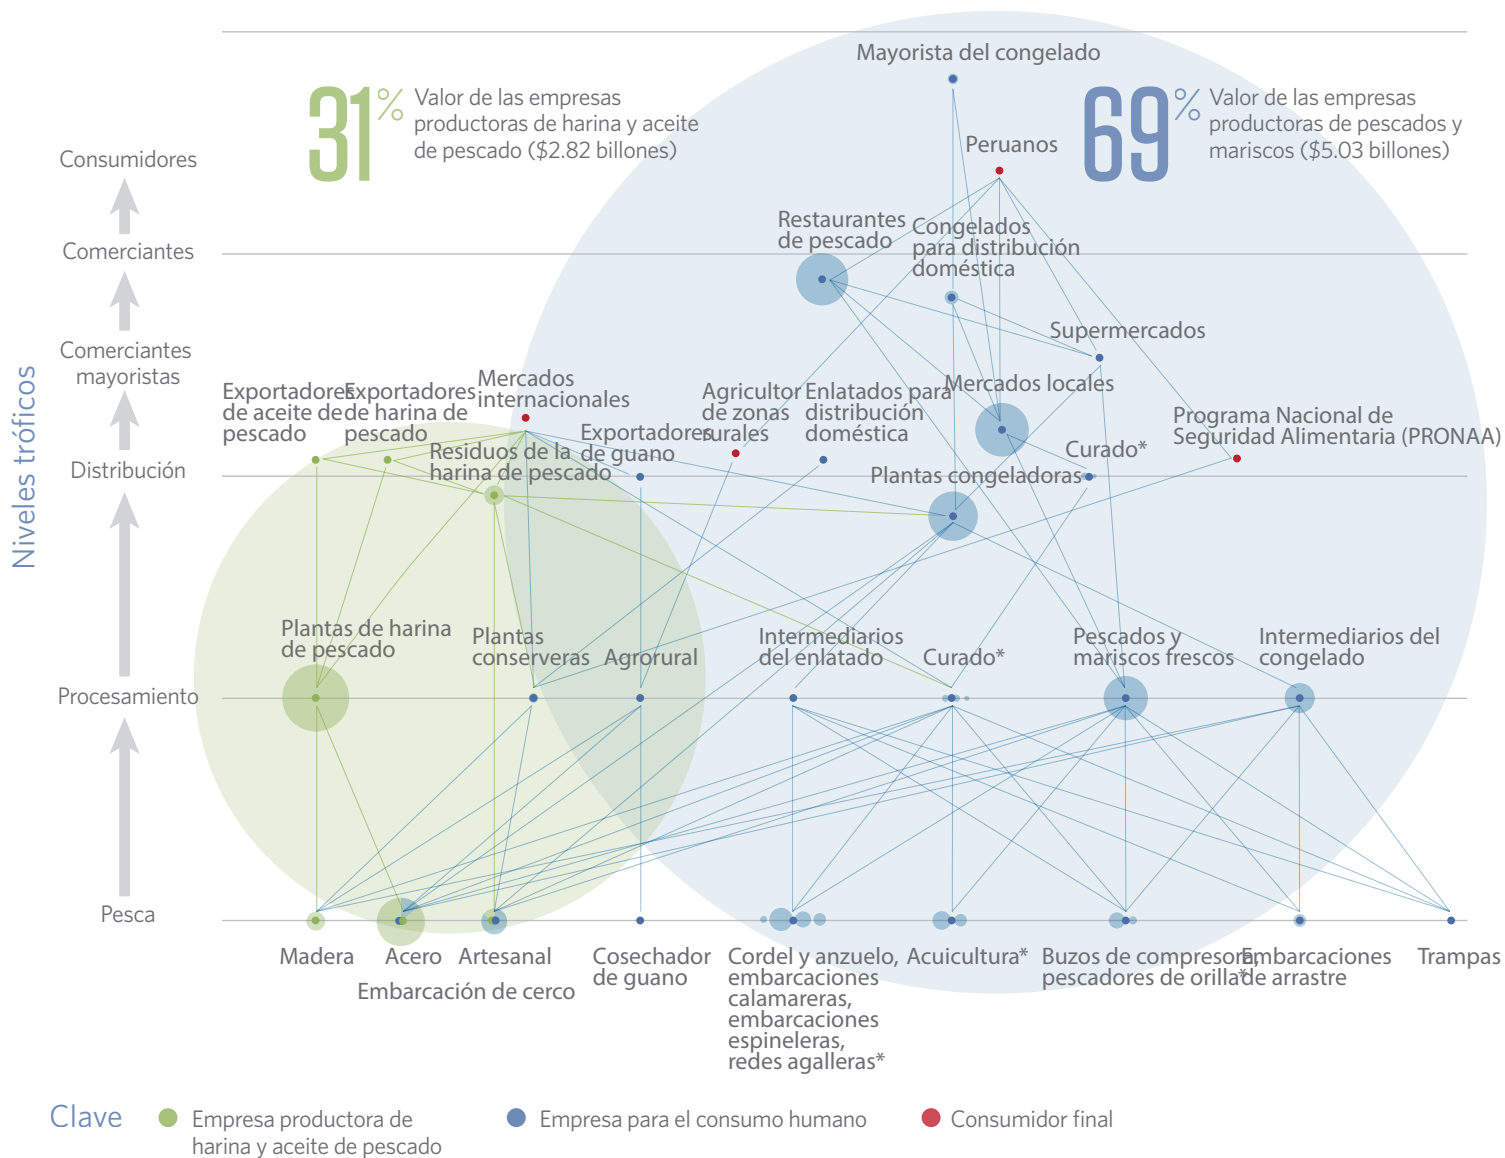 Mayorista del congelado
31%
Valor de las empresas
productoras de harina y aceite
de pescado ($2.82 billones)
69%
Valor de las empresas
productoras de pescados y
mariscos ($5.03 billones)
Niveles tróficos
Consumidores
Comerciantes
Comerciantes
mayoristas
Distribución
Procesamiento
Pesca
Peruanos
Restaurantes
de pescado
Congelados
para distribución
doméstica
Supermercados
Exportadores
de aceite de
pescado
Exportadores
de harina de
pescado
Mercados
internacionales
Residuos de la
harina de pescado
Exportadores
de guano
Agricultor
de zonas
rurales
Enlatados para
distribución
doméstica
Mercados locales
Plantas congeladoras
Curado*
Programa Nacional de
Seguridad Alimentaria (PRONAA)
Plantas de harina
de pescado
Plantas
conserveras
Agrorural
Intermediarios
del enlatado
Curado*
Pescados y
mariscos frescos
Intermediarios del
congelado
Madera
Acero
Artesanal
Embarcación de cerco
Cosechador
de guano
Cordel y anzuelo,
embarcaciones
calamareras,
embarcaciones
espineleras,
redes agalleras*
Acuicultura*
Buzos de compresora,
pescadores de orilla*
Embarcaciones
de arrastre
Trampas
Clave
Empresa productora de
harina y aceite de pescado
Empresa para el consumo humano
Consumidor final